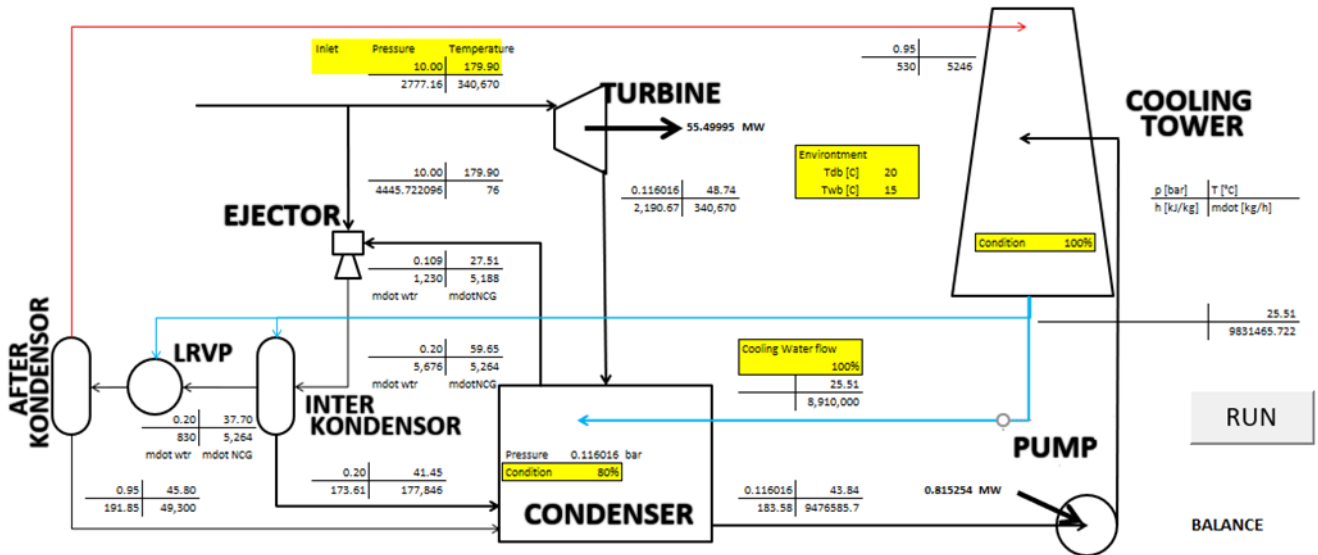 Inlet Pressure Temperature
10.00 179.90
2777.16 340,670
0.95
530 5246
TURBINE
55.49995 MW
COOLING
TOWER
Environtment
Tdb [C] 20
Twb [C] 15
10.00 179.90
4445.722096 76
0.116016 48.74
2,190.67 340,670
p [bar] T [°C]
h [kJ/kg] mdot [kg/h]
EJECTOR
Condition 100%
0.109 27.51
1,230 5,188
mdot wtr mdotNCG
25.51
9831465.722
AFTER
KONDENSOR
LRVP
0.20 59.65
5,676 5,264
mdot wtr mdotNCG
Cooling Water flow
100%
25.51
8,910,000
INTER
KONDENSOR
0.20 37.70
830 5,264
mdot wtr mdot NCG
RUN
PUMP
Pressure 0.116016 bar
Condition 80%
0.20 41.45
173.61 177,846
0.95 45.80
191.85 49,300
CONDENSER
0.116016 43.84
183.58 9476585.7
0.815254 MW
BALANCE